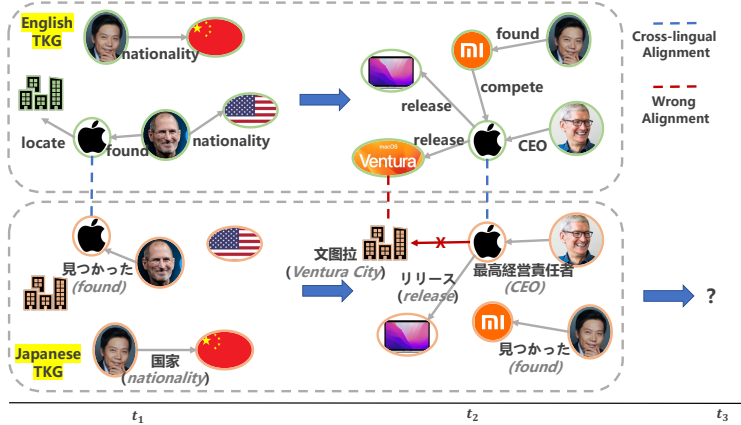 English
TKG
nationality
locate
found
nationality
found
compete
release
release
CEO
macOS
Ventura
Cross-lingual
Alignment
Wrong
Alignment
見つかった
(found)
文图拉
(Ventura City)
X
リリース
(release)
最高経営責任者
(CEO)
見つかった
(found)
国家
(nationality)
Japanese
TKG
?
t1
t2
t3